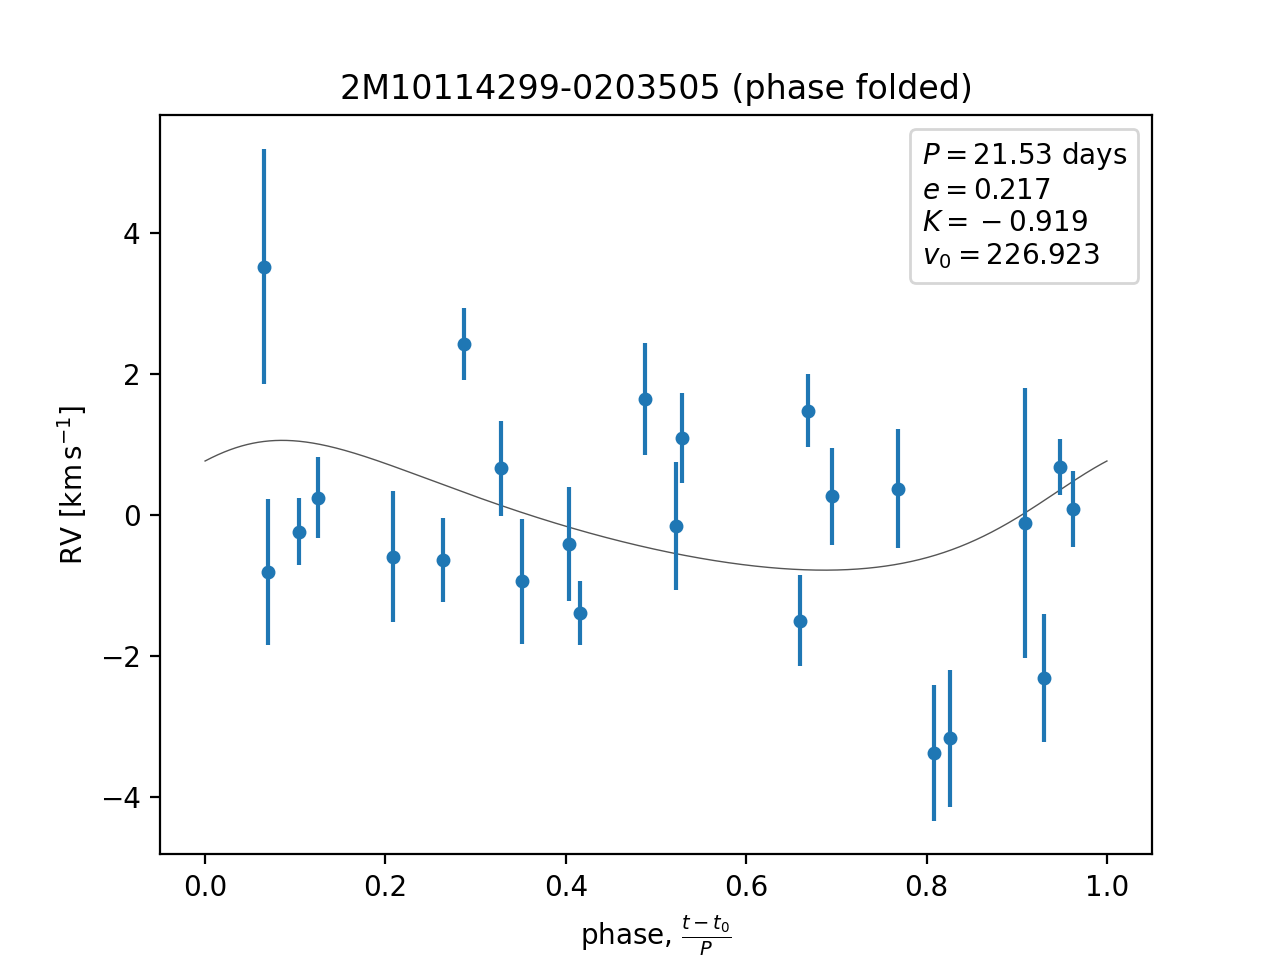 2M10114299-0203505 (phase folded)
P = 21.53 days
e = 0.217
K = −0.919
v₀ = 226.923
RV [km s⁻¹]
4
2
0
−2
−4
0.0 0.2 0.4 0.6 0.8 1.0
phase, (t − t₀)/P